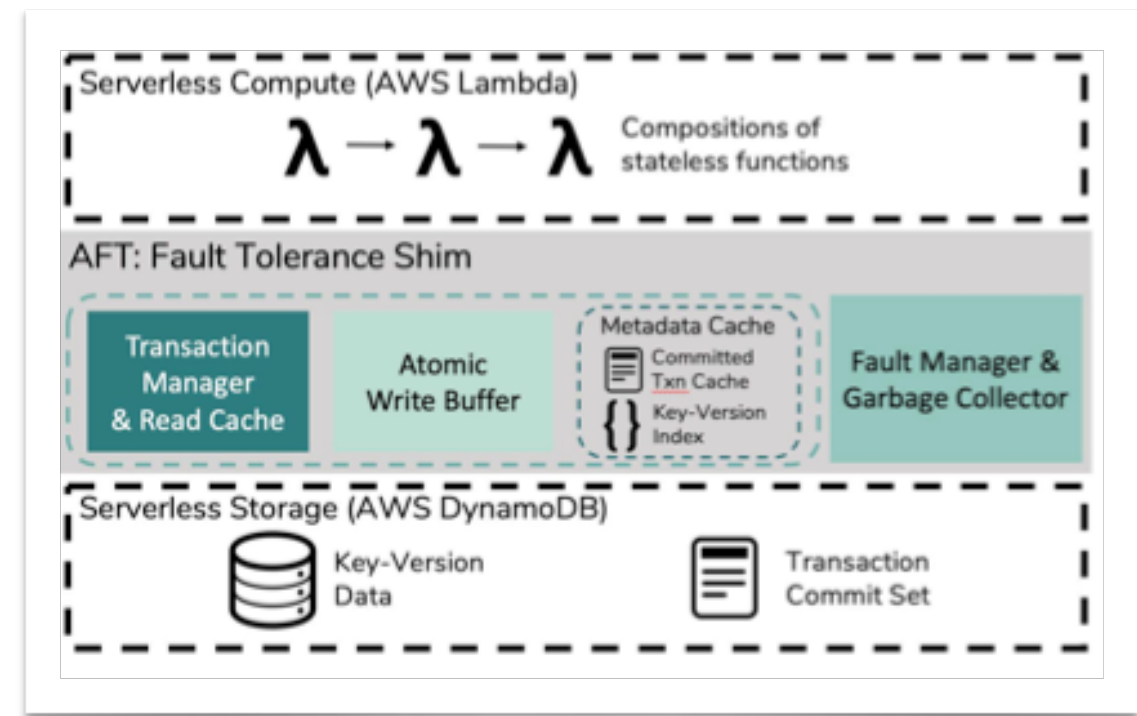 Serverless Compute (AWS Lambda)
λ → λ → λ
Compositions of
stateless functions
AFT: Fault Tolerance Shim
Transaction
Manager
& Read Cache
Atomic
Write Buffer
Metadata Cache
Committed
Txn Cache
{} Key-Version
Index
Fault Manager &
Garbage Collector
Serverless Storage (AWS DynamoDB)
Key-Version
Data
Transaction
Commit Set